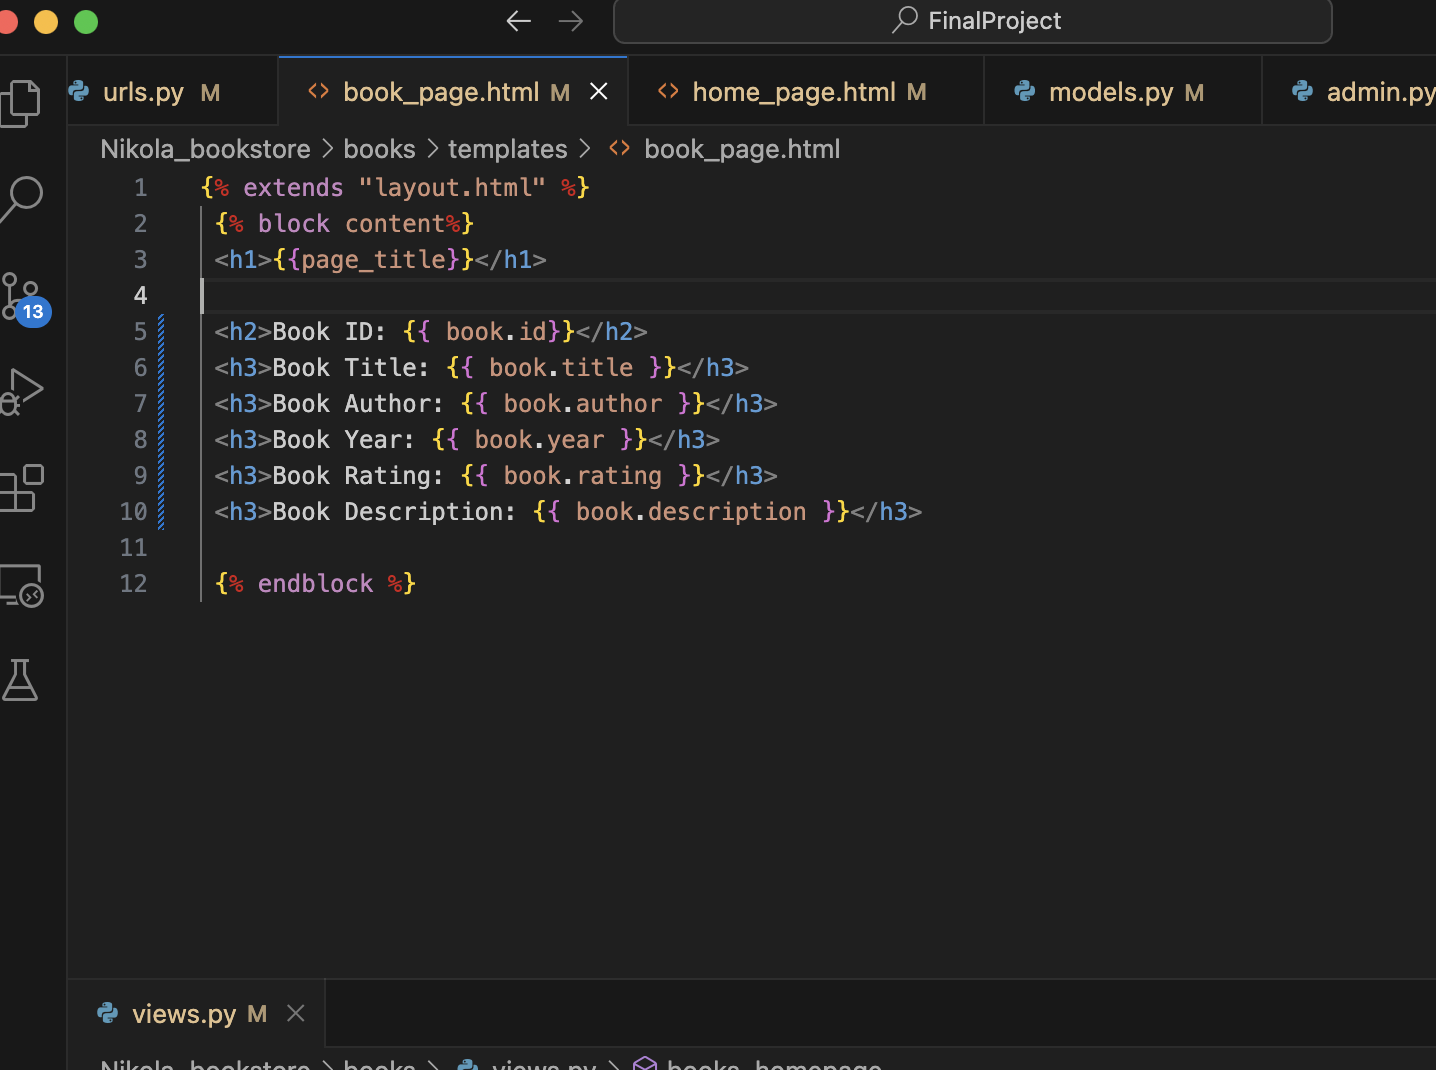 FinalProject
urls.py M
book_page.html M
home_page.html M
models.py M
admin.py
Nikola_bookstore > books > templates > book_page.html
1 {% extends "layout.html" %}
2 {% block content%}
3 <h1>{{page_title}}</h1>
4
5 <h2>Book ID: {{ book.id}}</h2>
6 <h3>Book Title: {{ book.title }}</h3>
7 <h3>Book Author: {{ book.author }}</h3>
8 <h3>Book Year: {{ book.year }}</h3>
9 <h3>Book Rating: {{ book.rating }}</h3>
10 <h3>Book Description: {{ book.description }}</h3>
11
12 {% endblock %}
13
views.py M
Nikola_bookstore > books > views.py > books_homepage